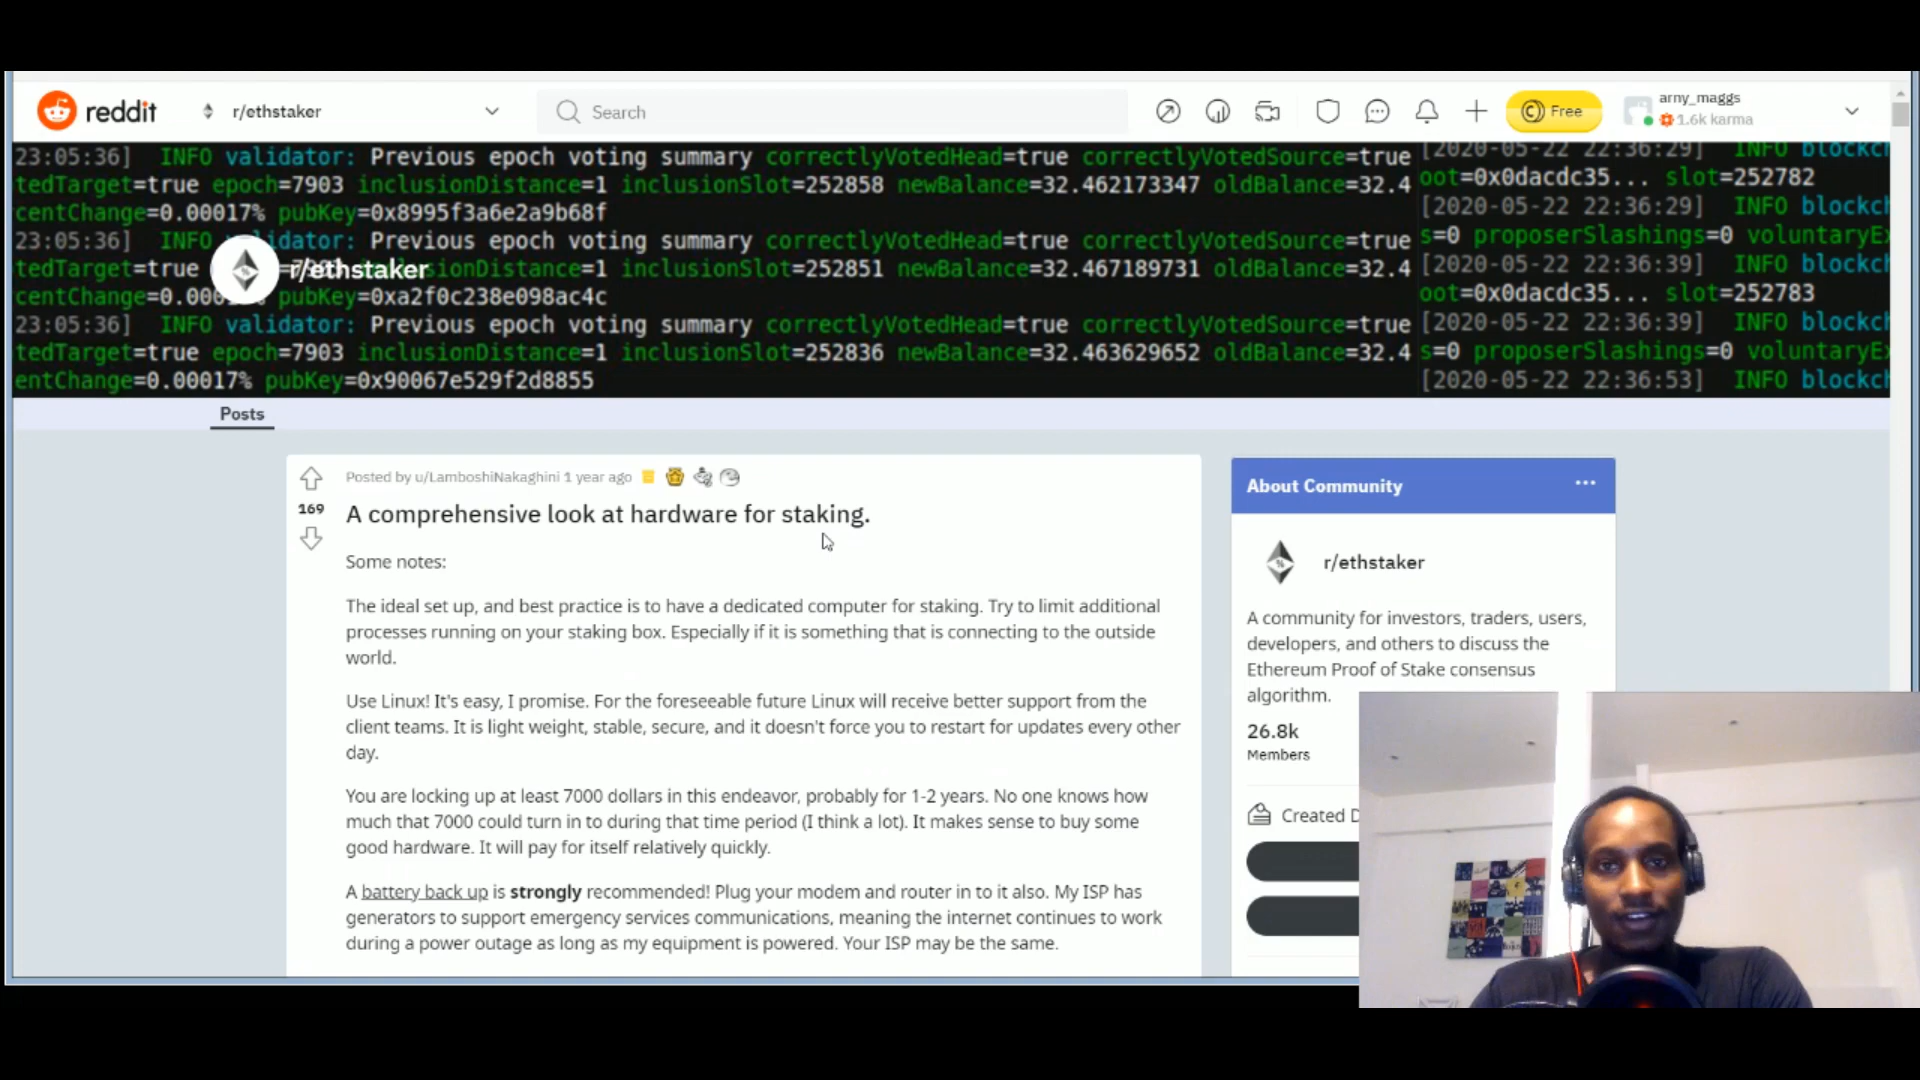 reddit
r/ethstaker
Search
Free
arny_maggs
1.6k karma
23:05:36] INFO validator: Previous epoch voting summary correctlyVotedHead=true correctlyVotedSource=true
tedTarget=true epoch=7903 inclusionDistance=1 inclusionSlot=252858 newBalance=32.462173347 oldBalance=32.4
centChange=0.00017% pubKey=0x8995f3a6e2a9b68f
23:05:36] INFO validator: Previous epoch voting summary correctlyVotedHead=true correctlyVotedSource=true
tedTarget=true inclusionDistance=1 inclusionSlot=252851 newBalance=32.467189731 oldBalance=32.4
centChange=0.000 % pubKey=0xa2f0c238e098ac4c
23:05:36] INFO validator: Previous epoch voting summary correctlyVotedHead=true correctlyVotedSource=true
tedTarget=true epoch=7903 inclusionDistance=1 inclusionSlot=252836 newBalance=32.463629652 oldBalance=32.4
entChange=0.00017% pubKey=0x90067e529f2d8855
[2020-05-22 22:36:29] INFO blockch
oot=0x0dacdc35... slot=252782
[2020-05-22 22:36:29] INFO blockch
s=0 proposerSlashings=0 voluntaryEx
[2020-05-22 22:36:39] INFO blockch
oot=0x0dacdc35... slot=252783
[2020-05-22 22:36:39] INFO blockch
s=0 proposerSlashings=0 voluntaryEx
[2020-05-22 22:36:53] INFO blockch
r/ethstaker
Posts
Posted by u/LamboshiNakaghini 1 year ago
169
A comprehensive look at hardware for staking.
Some notes:
The ideal set up, and best practice is to have a dedicated computer for staking. Try to limit additional
processes running on your staking box. Especially if it is something that is connecting to the outside
world.
Use Linux! It's easy, I promise. For the foreseeable future Linux will receive better support from the
client teams. It is light weight, stable, secure, and it doesn't force you to restart for updates every other
day.
You are locking up at least 7000 dollars in this endeavor, probably for 1-2 years. No one knows how
much that 7000 could turn in to during that time period (I think a lot). It makes sense to buy some
good hardware. It will pay for itself relatively quickly.
A battery back up is strongly recommended! Plug your modem and router in to it also. My ISP has
generators to support emergency services communications, meaning the internet continues to work
during a power outage as long as my equipment is powered. Your ISP may be the same.
About Community
r/ethstaker
A community for investors, traders, users,
developers, and others to discuss the
Ethereum Proof of Stake consensus
algorithm.
26.8k
Members
Created D